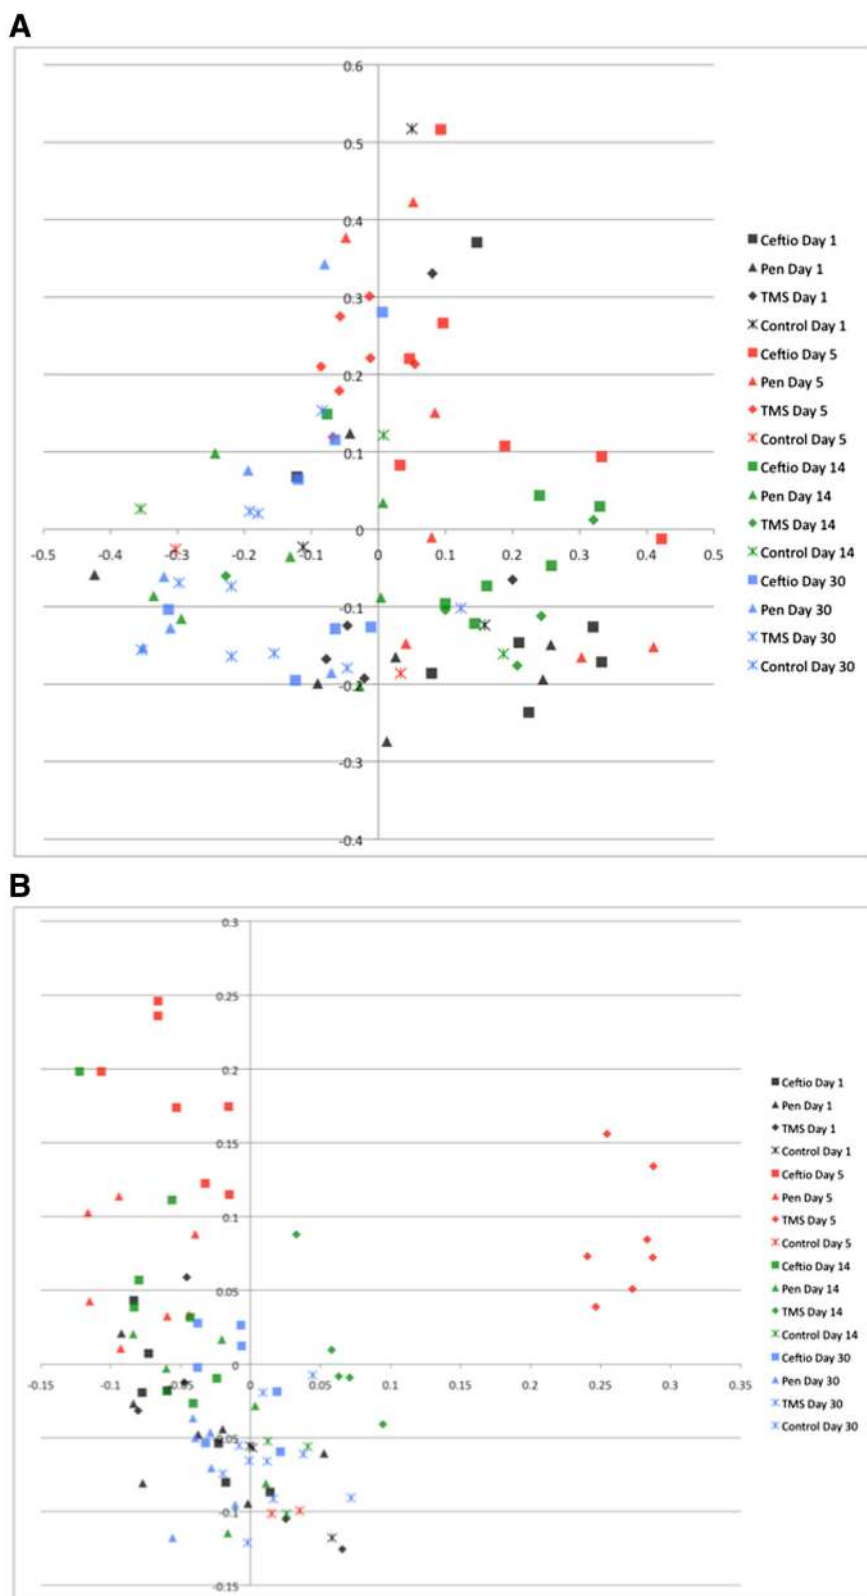 A
0.6
0.5
0.4
0.3
0.2
0.1
0
-0.5 -0.4 -0.3 -0.2 -0.1 0 0.1 0.2 0.3 0.4 0.5
-0.1
-0.2
-0.3
-0.4
Ceftio Day 1
Pen Day 1
TMS Day 1
Control Day 1
Ceftio Day 5
Pen Day 5
TMS Day 5
Control Day 5
Ceftio Day 14
Pen Day 14
TMS Day 14
Control Day 14
Ceftio Day 30
Pen Day 30
TMS Day 30
Control Day 30
B
0.3
0.25
0.2
0.15
0.1
0.05
0
-0.15 -0.1 -0.05 0 0.05 0.1 0.15 0.2 0.25 0.3 0.35
-0.05
-0.1
-0.15
Ceftio Day 1
Pen Day 1
TMS Day 1
Control Day 1
Ceftio Day 5
Pen Day 5
TMS Day 5
Control Day 5
Ceftio Day 14
Pen Day 14
TMS Day 14
Control Day 14
Ceftio Day 30
Pen Day 30
TMS Day 30
Control Day 30